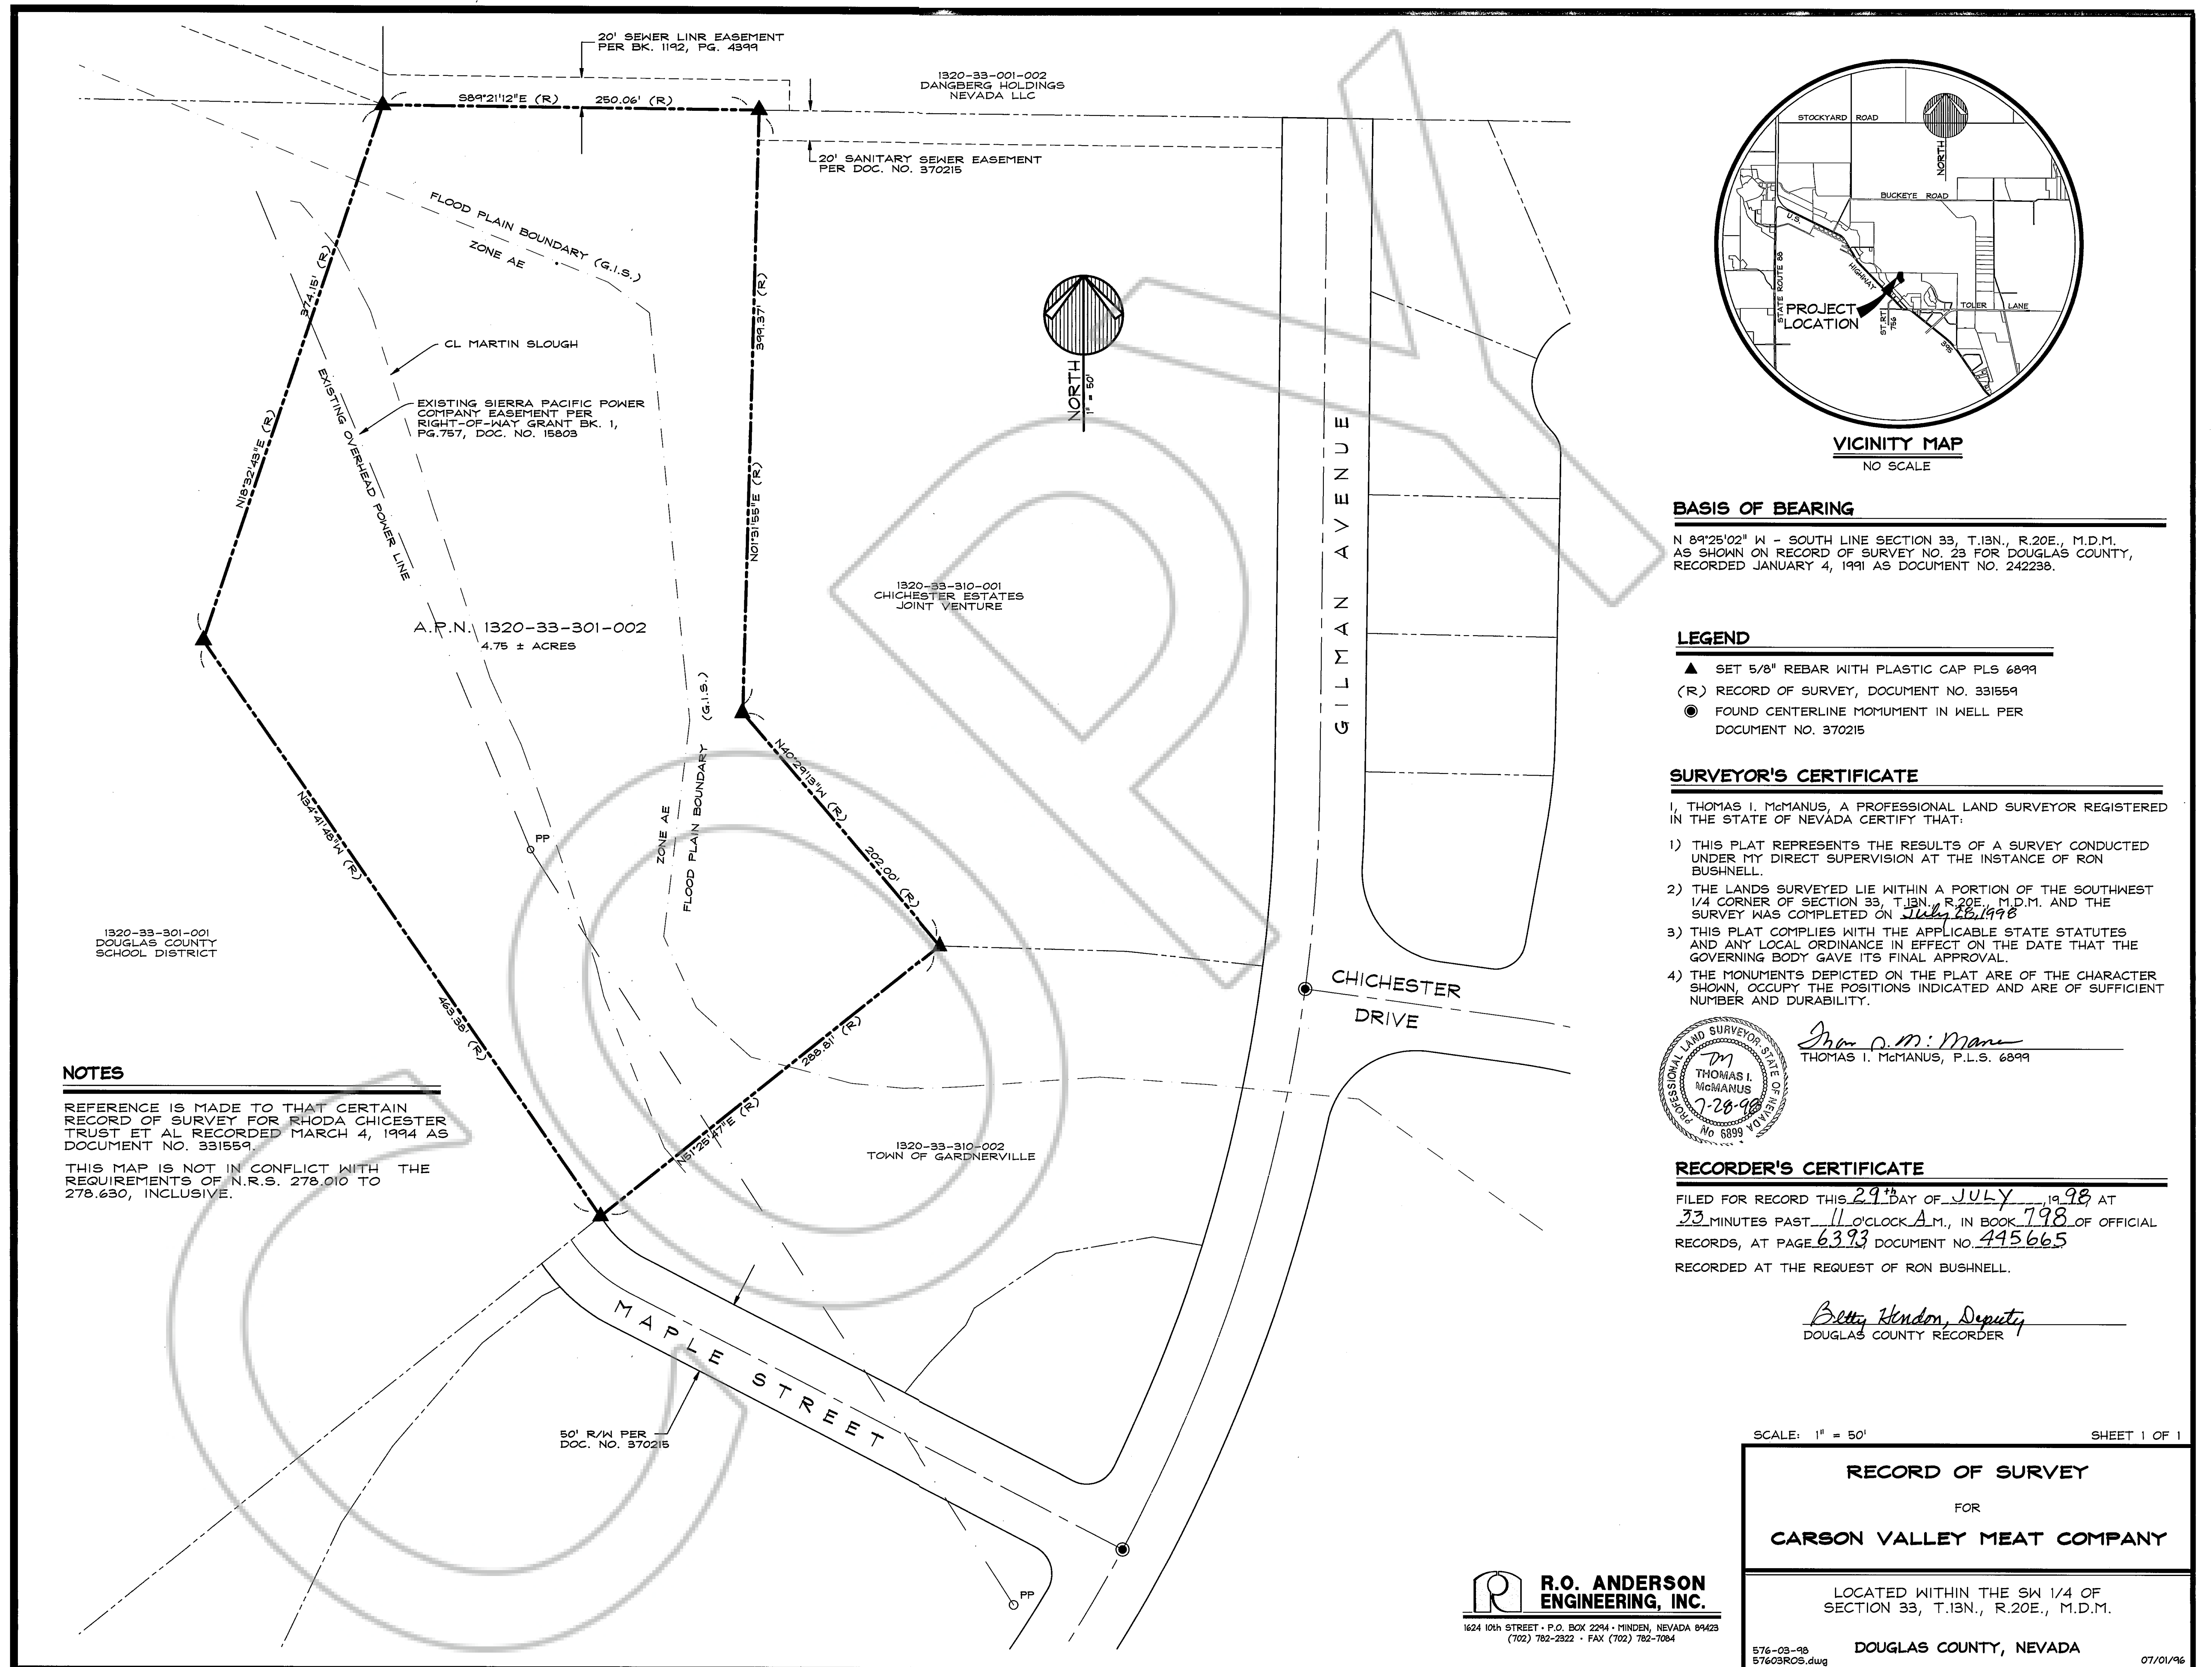 20' SEWER LINR EASEMENT
PER BK. 1192, PG. 4399
1320-33-001-002
DANGBERG HOLDINGS
NEVADA LLC
S89°21'12"E (R) 250.06' (R)
20' SANITARY SEWER EASEMENT
PER DOC. NO. 370215
FLOOD PLAIN BOUNDARY (G.I.S.)
ZONE AE
374.15' (R)
N18°32'43"E (R)
399.37' (R)
N01°31'55"E (R)
CL MARTIN SLOUGH
EXISTING SIERRA PACIFIC POWER
COMPANY EASEMENT PER
RIGHT-OF-WAY GRANT BK. 1,
PG.757, DOC. NO. 15803
EXISTING OVERHEAD POWER LINE
NORTH
1" = 50'
1320-33-310-001
CHICHESTER ESTATES
JOINT VENTURE
A.P.N. 1320-33-301-002
4.75 ± ACRES
GILMAN AVENUE
N40°29'13"W (R)
202.00' (R)
ZONE AE
FLOOD PLAIN BOUNDARY (G.I.S.)
PP
N34°41'48"W (R)
463.38' (R)
1320-33-301-001
DOUGLAS COUNTY
SCHOOL DISTRICT
CHICHESTER
DRIVE
288.81' (R)
N51°25'47"E (R)
1320-33-310-002
TOWN OF GARDNERVILLE
MAPLE STREET
50' R/W PER
DOC. NO. 370215
PP
COPY
NOTES
REFERENCE IS MADE TO THAT CERTAIN
RECORD OF SURVEY FOR RHODA CHICESTER
TRUST ET AL RECORDED MARCH 4, 1994 AS
DOCUMENT NO. 331559.
THIS MAP IS NOT IN CONFLICT WITH THE
REQUIREMENTS OF N.R.S. 278.010 TO
278.630, INCLUSIVE.
STOCKYARD ROAD
NORTH
BUCKEYE ROAD
U.S.
HIGHWAY
395
STATE ROUTE 88
PROJECT
LOCATION
ST. RT.
756
TOLER LANE
VICINITY MAP
NO SCALE
BASIS OF BEARING
N 89°25'02" W - SOUTH LINE SECTION 33, T.13N., R.20E., M.D.M.
AS SHOWN ON RECORD OF SURVEY NO. 23 FOR DOUGLAS COUNTY,
RECORDED JANUARY 4, 1991 AS DOCUMENT NO. 242238.
LEGEND
SET 5/8" REBAR WITH PLASTIC CAP PLS 6899
(R) RECORD OF SURVEY, DOCUMENT NO. 331559
FOUND CENTERLINE MOMUMENT IN WELL PER
DOCUMENT NO. 370215
SURVEYOR'S CERTIFICATE
I, THOMAS I. McMANUS, A PROFESSIONAL LAND SURVEYOR REGISTERED
IN THE STATE OF NEVADA CERTIFY THAT:
1) THIS PLAT REPRESENTS THE RESULTS OF A SURVEY CONDUCTED
UNDER MY DIRECT SUPERVISION AT THE INSTANCE OF RON
BUSHNELL.
2) THE LANDS SURVEYED LIE WITHIN A PORTION OF THE SOUTHWEST
1/4 CORNER OF SECTION 33, T.13N., R.20E., M.D.M. AND THE
SURVEY WAS COMPLETED ON July 28, 1998
3) THIS PLAT COMPLIES WITH THE APPLICABLE STATE STATUTES
AND ANY LOCAL ORDINANCE IN EFFECT ON THE DATE THAT THE
GOVERNING BODY GAVE ITS FINAL APPROVAL.
4) THE MONUMENTS DEPICTED ON THE PLAT ARE OF THE CHARACTER
SHOWN, OCCUPY THE POSITIONS INDICATED AND ARE OF SUFFICIENT
NUMBER AND DURABILITY.
PROFESSIONAL LAND SURVEYOR-STATE OF NEVADA
TM
THOMAS I.
McMANUS
7-28-98
No 6899
THOMAS I. McMANUS, P.L.S. 6899
RECORDER'S CERTIFICATE
FILED FOR RECORD THIS 29th DAY OF JULY, 1998, AT
33 MINUTES PAST 11 O'CLOCK A M., IN BOOK 798 OF OFFICIAL
RECORDS, AT PAGE 6393, DOCUMENT NO. 445665.
RECORDED AT THE REQUEST OF RON BUSHNELL.
Betty Hendon, Deputy
DOUGLAS COUNTY RECORDER
SCALE: 1" = 50' SHEET 1 OF 1
RECORD OF SURVEY
FOR
CARSON VALLEY MEAT COMPANY
LOCATED WITHIN THE SW 1/4 OF
SECTION 33, T.13N., R.20E., M.D.M.
DOUGLAS COUNTY, NEVADA
576-03-98
57603ROS.dwg
07/01/96
R.O. ANDERSON
ENGINEERING, INC.
1624 10th STREET • P.O. BOX 2294 • MINDEN, NEVADA 89423
(702) 782-2322 • FAX (702) 782-7084